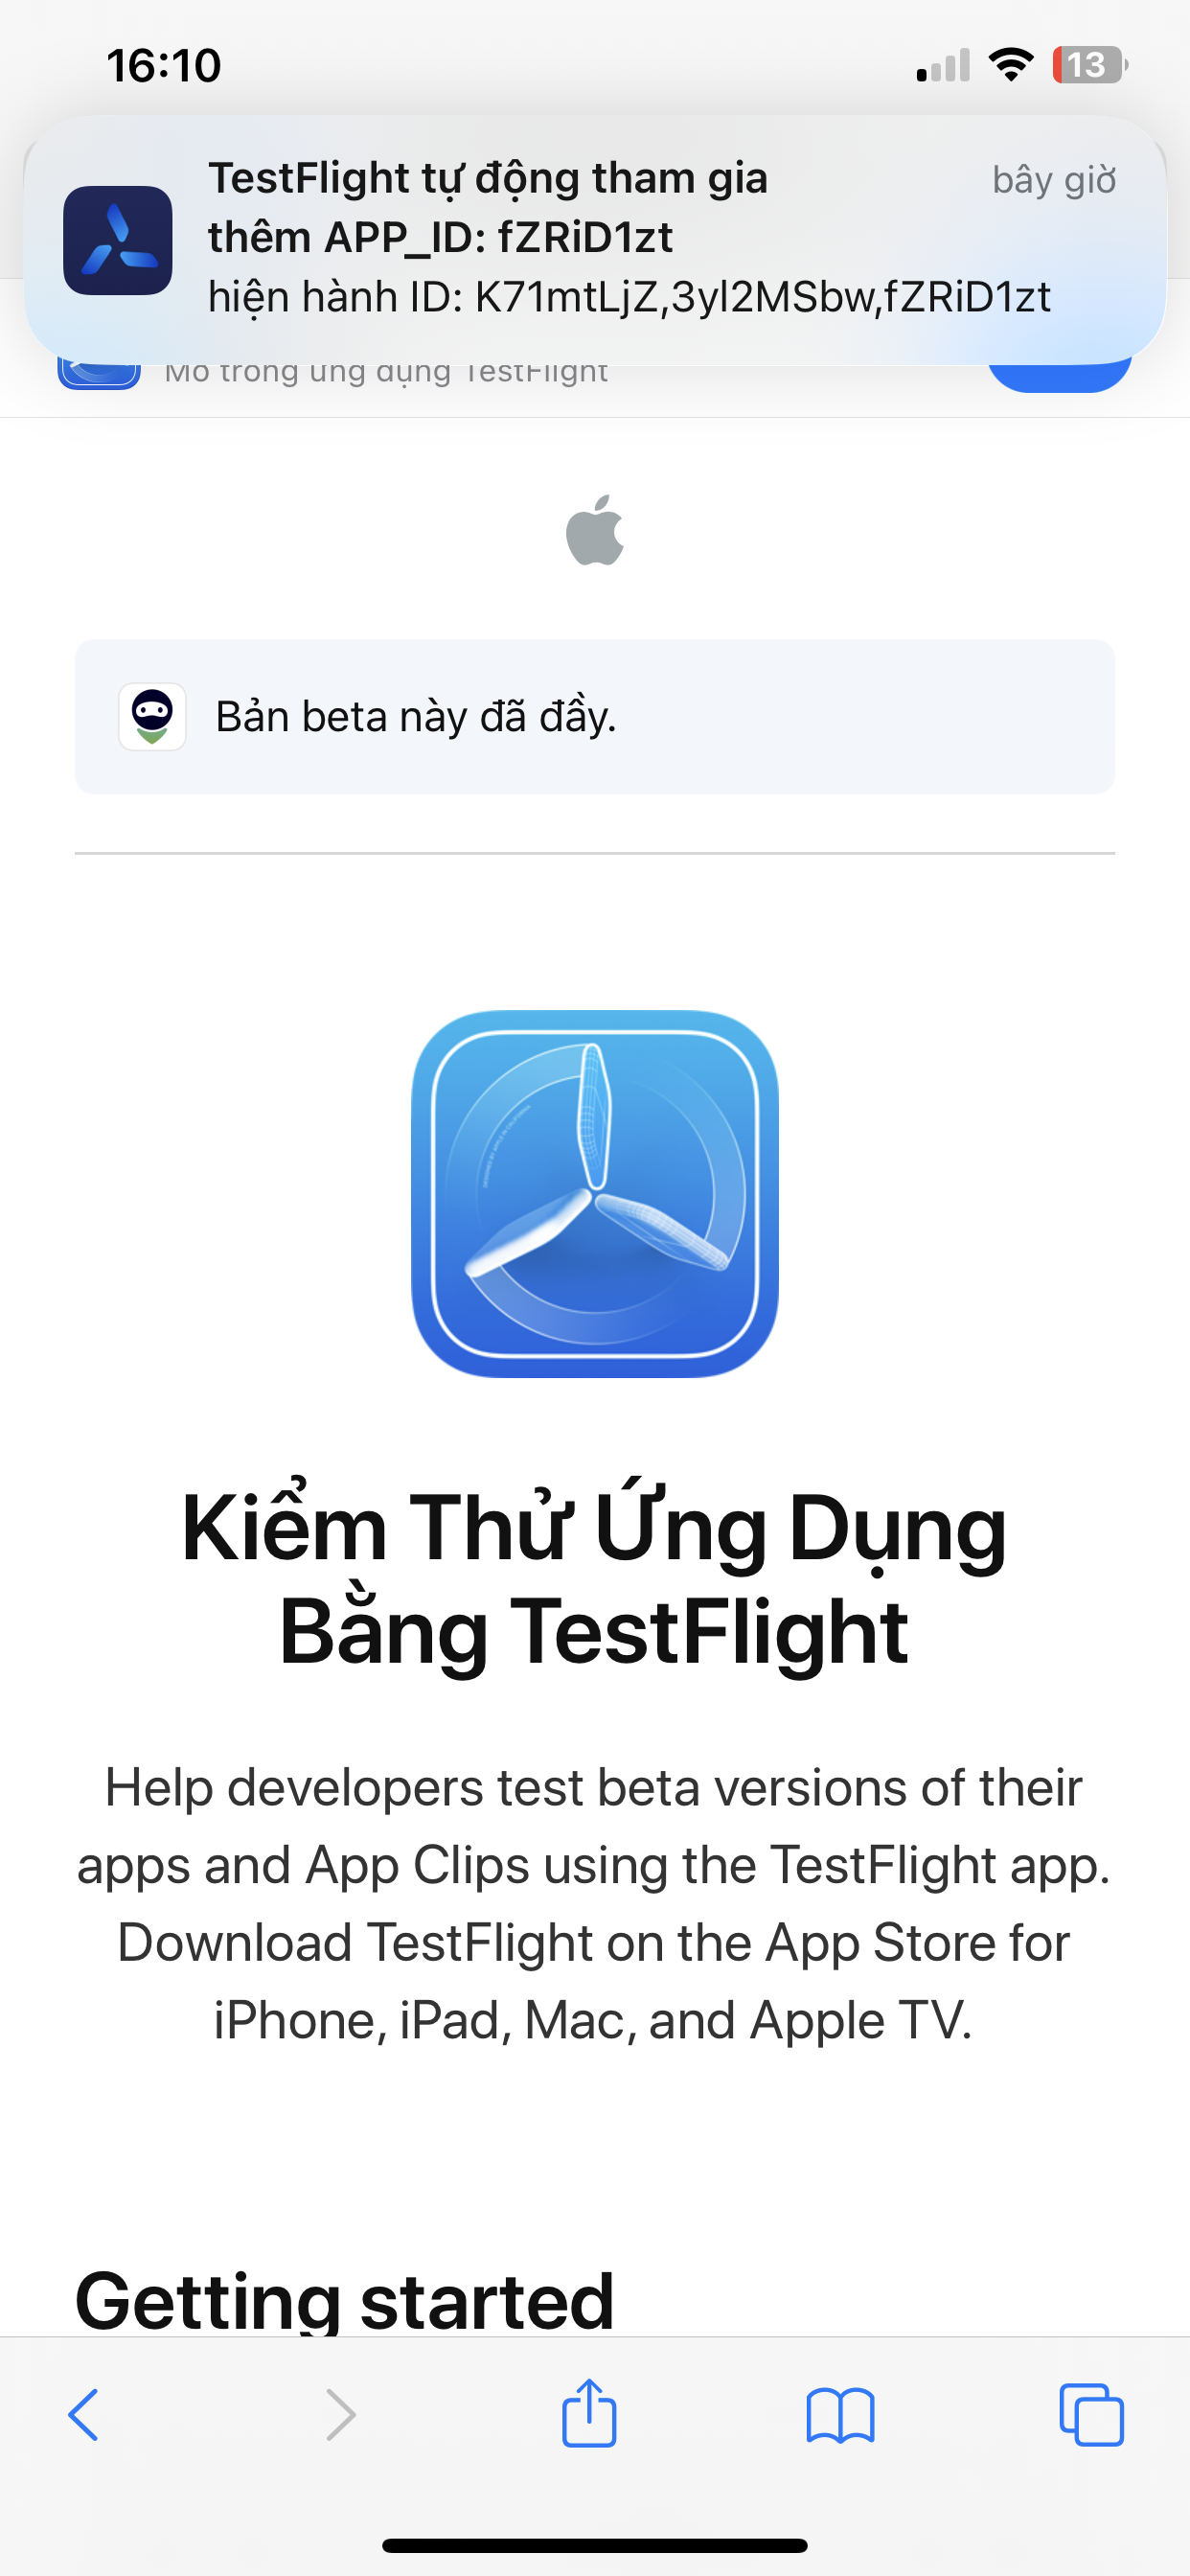 16:10
13
TestFlight tự động tham gia
bây giờ
thêm APP_ID: fZRiD1zt
hiện hành ID: K71mtLjZ,3yl2MSbw,fZRiD1zt
Mở trong ứng dụng TestFlight
Bản beta này đã đầy.
Kiểm Thử Ứng Dụng
Bằng TestFlight
Help developers test beta versions of their
apps and App Clips using the TestFlight app.
Download TestFlight on the App Store for
iPhone, iPad, Mac, and Apple TV.
Getting started